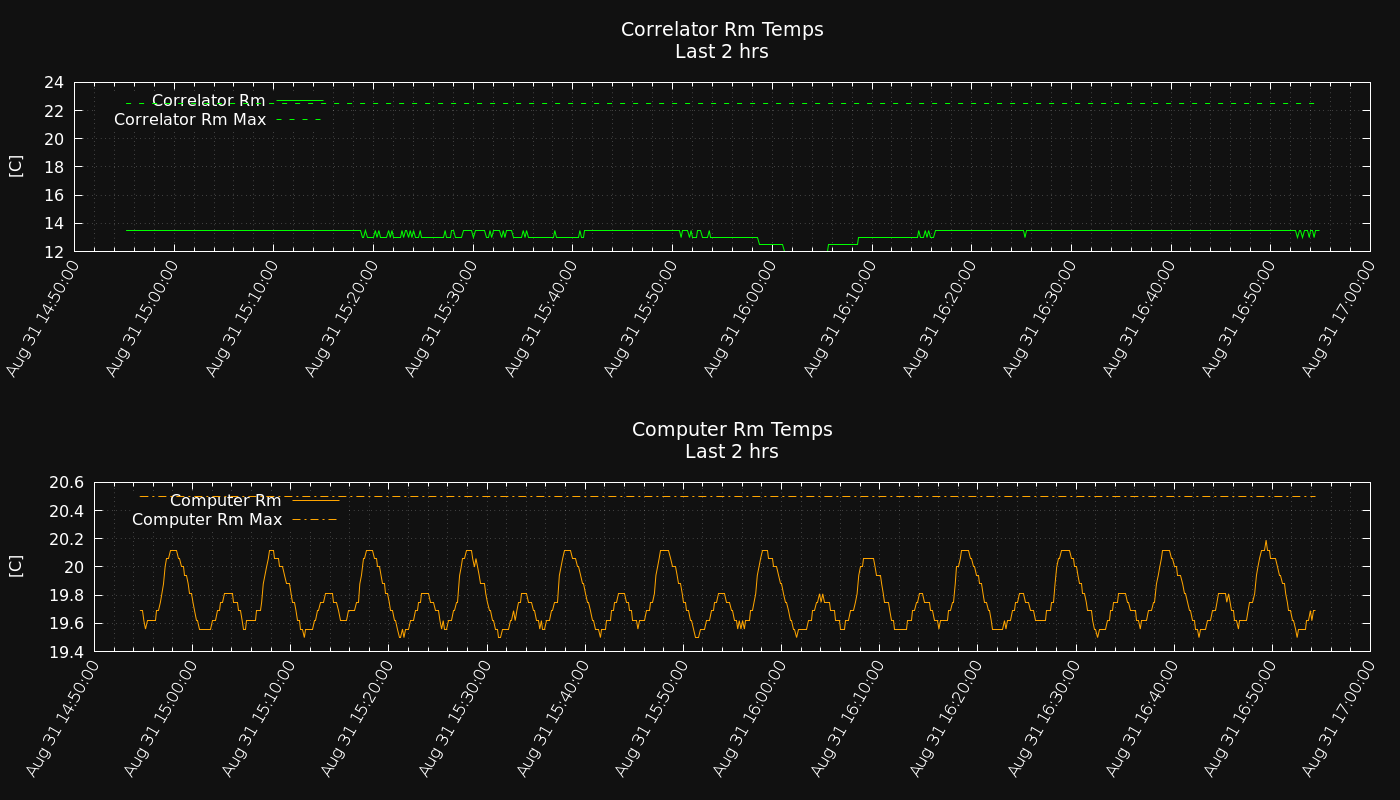 Correlator Rm Temps
Last 2 hrs
Correlator Rm
Correlator Rm Max
[C]
24
22
20
18
16
14
12
Aug 31 14:50:00
Aug 31 15:00:00
Aug 31 15:10:00
Aug 31 15:20:00
Aug 31 15:30:00
Aug 31 15:40:00
Aug 31 15:50:00
Aug 31 16:00:00
Aug 31 16:10:00
Aug 31 16:20:00
Aug 31 16:30:00
Aug 31 16:40:00
Aug 31 16:50:00
Aug 31 17:00:00
Computer Rm Temps
Last 2 hrs
Computer Rm
Computer Rm Max
[C]
20.6
20.4
20.2
20
19.8
19.6
19.4
Aug 31 14:50:00
Aug 31 15:00:00
Aug 31 15:10:00
Aug 31 15:20:00
Aug 31 15:30:00
Aug 31 15:40:00
Aug 31 15:50:00
Aug 31 16:00:00
Aug 31 16:10:00
Aug 31 16:20:00
Aug 31 16:30:00
Aug 31 16:40:00
Aug 31 16:50:00
Aug 31 17:00:00